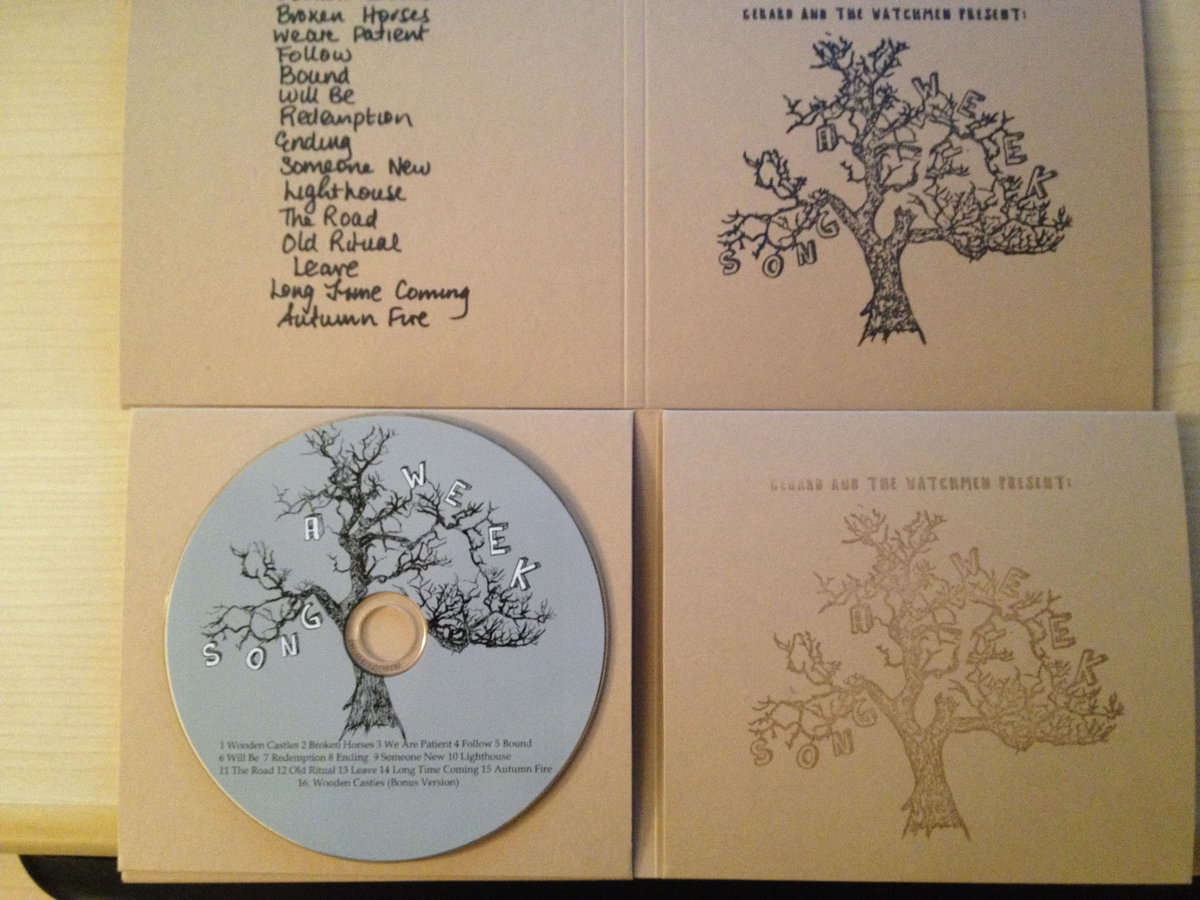 Broken Horses
We are Patient
Follow
Bound
Will Be
Redemption
Ending
Someone New
Lighthouse
The Road
Old Ritual
Leave
Long Time Coming
Autumn Fire
GERARD AND THE WATCHMEN PRESENT:
A WEEK
SONG
A WEEK
SONG
1 Wooden Castles 2 Broken Horses 3 We Are Patient 4 Follow 5 Bound
6 Will Be 7 Redemption 8 Ending 9 Someone New 10 Lighthouse
11 The Road 12 Old Ritual 13 Leave 14 Long Time Coming 15 Autumn Fire
16. Wooden Castles (Bonus Version)
GERARD AND THE WATCHMEN PRESENT:
A WEEK
SONG